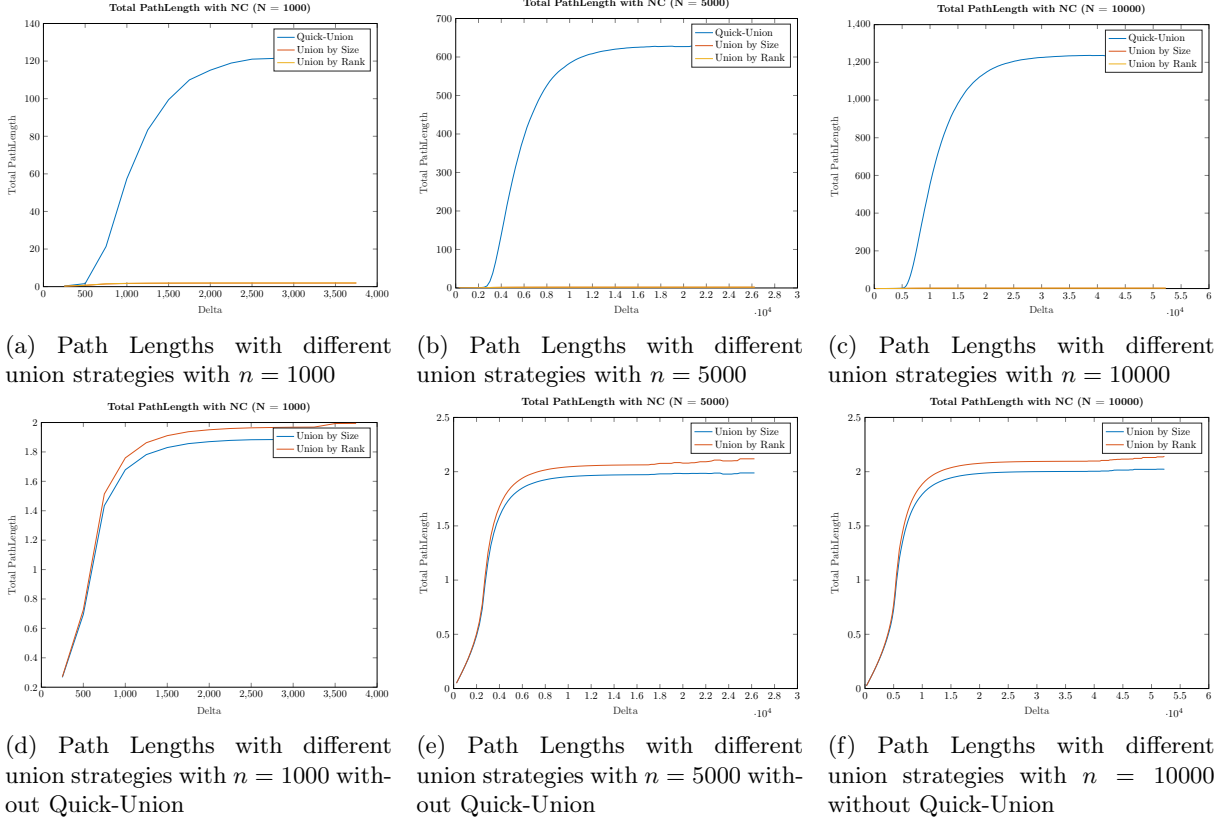 Total PathLength with NC (N = 1000)
140
120
100
80
60
40
20
0
0
500
1,000
1,500
2,000
2,500
3,000
3,500
4,000
Total PathLength
Delta
Quick-Union
Union by Size
Union by Rank
(a) Path Lengths with different
union strategies with n = 1000
Total PathLength with NC (N = 5000)
800
700
600
500
400
300
200
100
0
0
0.2
0.4
0.6
0.8
1
1.2
1.4
1.6
1.8
2
2.2
2.4
2.6
2.8
3
·10⁴
Total PathLength
Delta
Quick-Union
Union by Size
Union by Rank
(b) Path Lengths with different
union strategies with n = 5000
Total PathLength with NC (N = 10000)
1,400
1,200
1,000
800
600
400
200
0
0
0.5
1
1.5
2
2.5
3
3.5
4
4.5
5
5.5
6
·10⁴
Total PathLength
Delta
Quick-Union
Union by Size
Union by Rank
(c) Path Lengths with different
union strategies with n = 10000
Total PathLength with NC (N = 1000)
2
1.8
1.6
1.4
1.2
1
0.8
0.6
0.4
0.2
0
500
1,000
1,500
2,000
2,500
3,000
3,500
4,000
Total PathLength
Delta
Union by Size
Union by Rank
(d) Path Lengths with different
union strategies with n = 1000 with-
out Quick-Union
Total PathLength with NC (N = 5000)
2.5
2
1.5
1
0.5
0
0
0.2
0.4
0.6
0.8
1
1.2
1.4
1.6
1.8
2
2.2
2.4
2.6
2.8
3
·10⁴
Total PathLength
Delta
Union by Size
Union by Rank
(e) Path Lengths with different
union strategies with n = 5000 with-
out Quick-Union
Total PathLength with NC (N = 10000)
2.5
2
1.5
1
0.5
0
0
0.5
1
1.5
2
2.5
3
3.5
4
4.5
5
5.5
6
·10⁴
Total PathLength
Delta
Union by Size
Union by Rank
(f) Path Lengths with different
union strategies with n = 10000
without Quick-Union